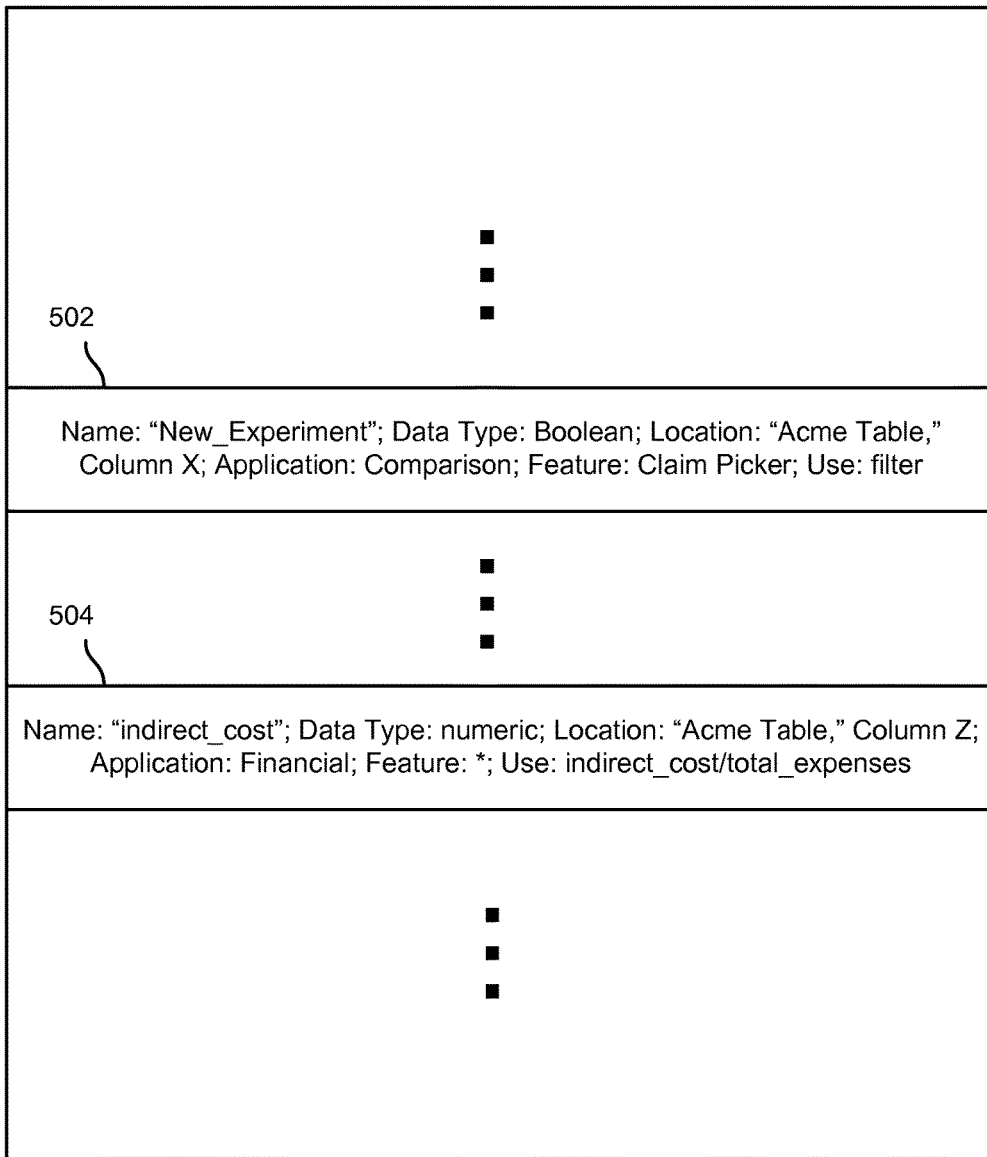 502
Name: “New_Experiment”; Data Type: Boolean; Location: “Acme Table,”
Column X; Application: Comparison; Feature: Claim Picker; Use: filter
504
Name: “indirect_cost”; Data Type: numeric; Location: “Acme Table,” Column Z;
Application: Financial; Feature: *; Use: indirect_cost/total_expenses